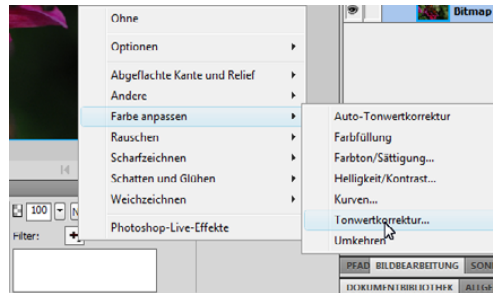 Bitmap
Ohne
Optionen
Abgeflachte Kante und Relief
Andere
Farbe anpassen
Rauschen
Scharfzeichnen
Schatten und Glühen
Weichzeichnen
Photoshop-Live-Effekte
Auto-Tonwertkorrektur
Farbfüllung
Farbton/Sättigung...
Helligkeit/Kontrast...
Kurven...
Tonwertkorrektur...
Umkehren
100
Filter:
PFAD BILDBEARBEITUNG
DOKUMENTBIBLIOTHEK